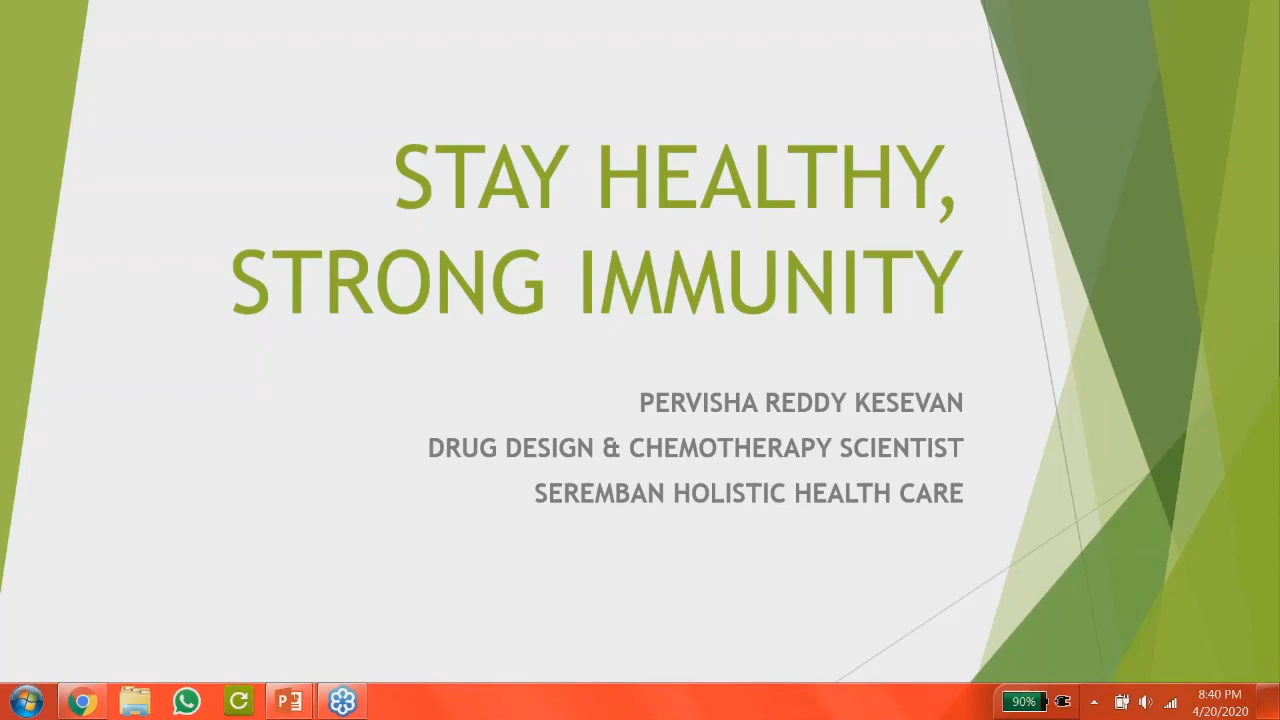 STAY HEALTHY,
STRONG IMMUNITY
PERVISHA REDDY KESEVAN
DRUG DESIGN & CHEMOTHERAPY SCIENTIST
SEREMBAN HOLISTIC HEALTH CARE
90%
8:40 PM
4/20/2020